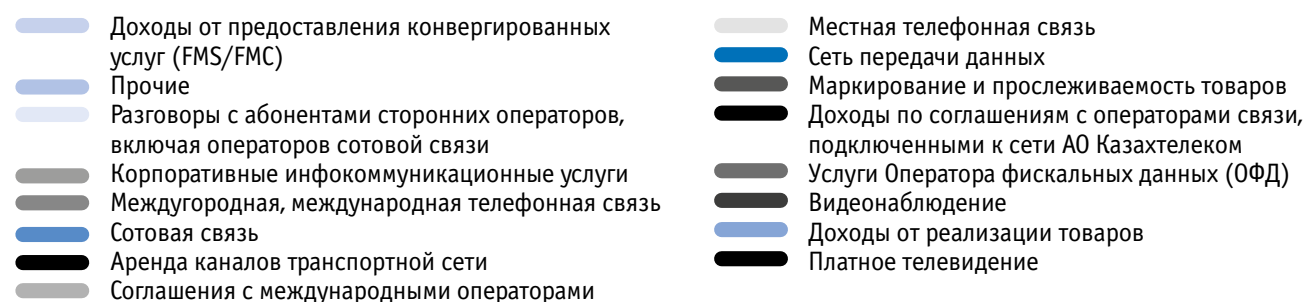 Доходы от предоставления конвергированных
услуг (FMS/FMC)
Прочие
Разговоры с абонентами сторонних операторов,
включая операторов сотовой связи
Корпоративные инфокоммуникационные услуги
Междугородная, международная телефонная связь
Сотовая связь
Аренда каналов транспортной сети
Соглашения с международными операторами
Местная телефонная связь
Сеть передачи данных
Маркирование и прослеживаемость товаров
Доходы по соглашениям с операторами связи,
подключенными к сети АО Казахтелеком
Услуги Оператора фискальных данных (ОФД)
Видеонаблюдение
Доходы от реализации товаров
Платное телевидение